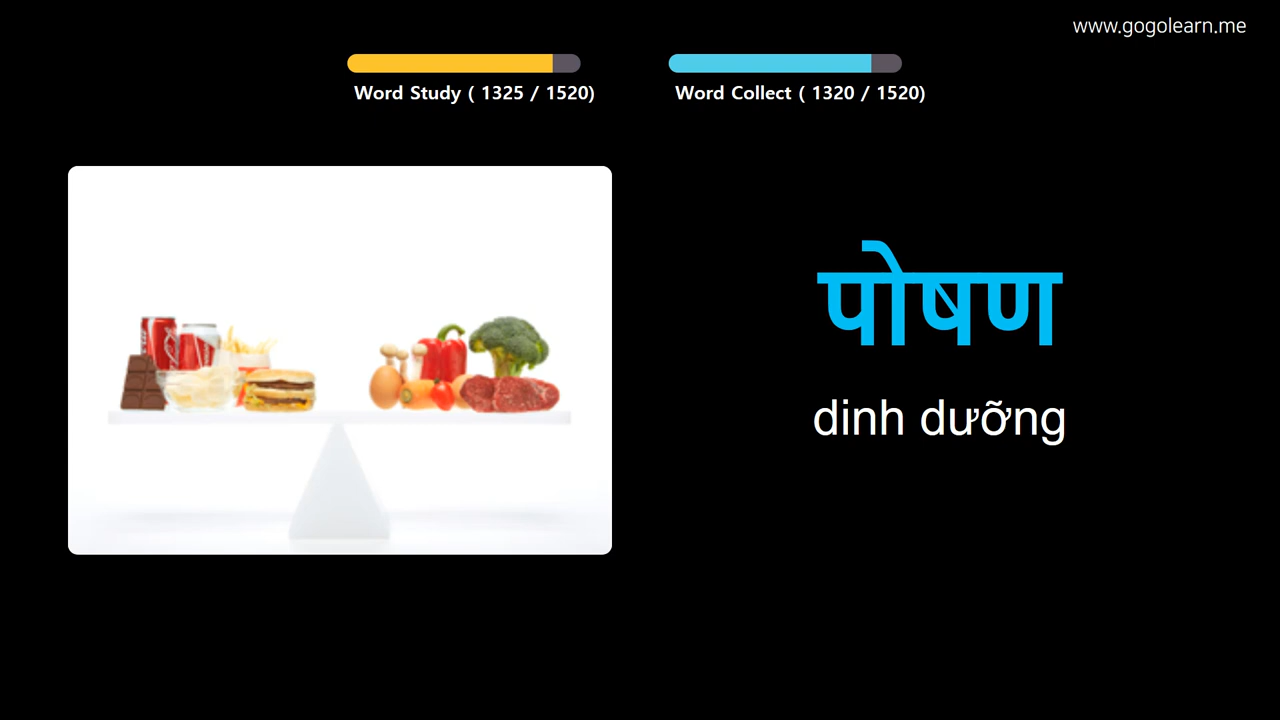 www.gogolearn.me
Word Study ( 1325 / 1520)
Word Collect ( 1320 / 1520)
पोषण
dinh dưỡng